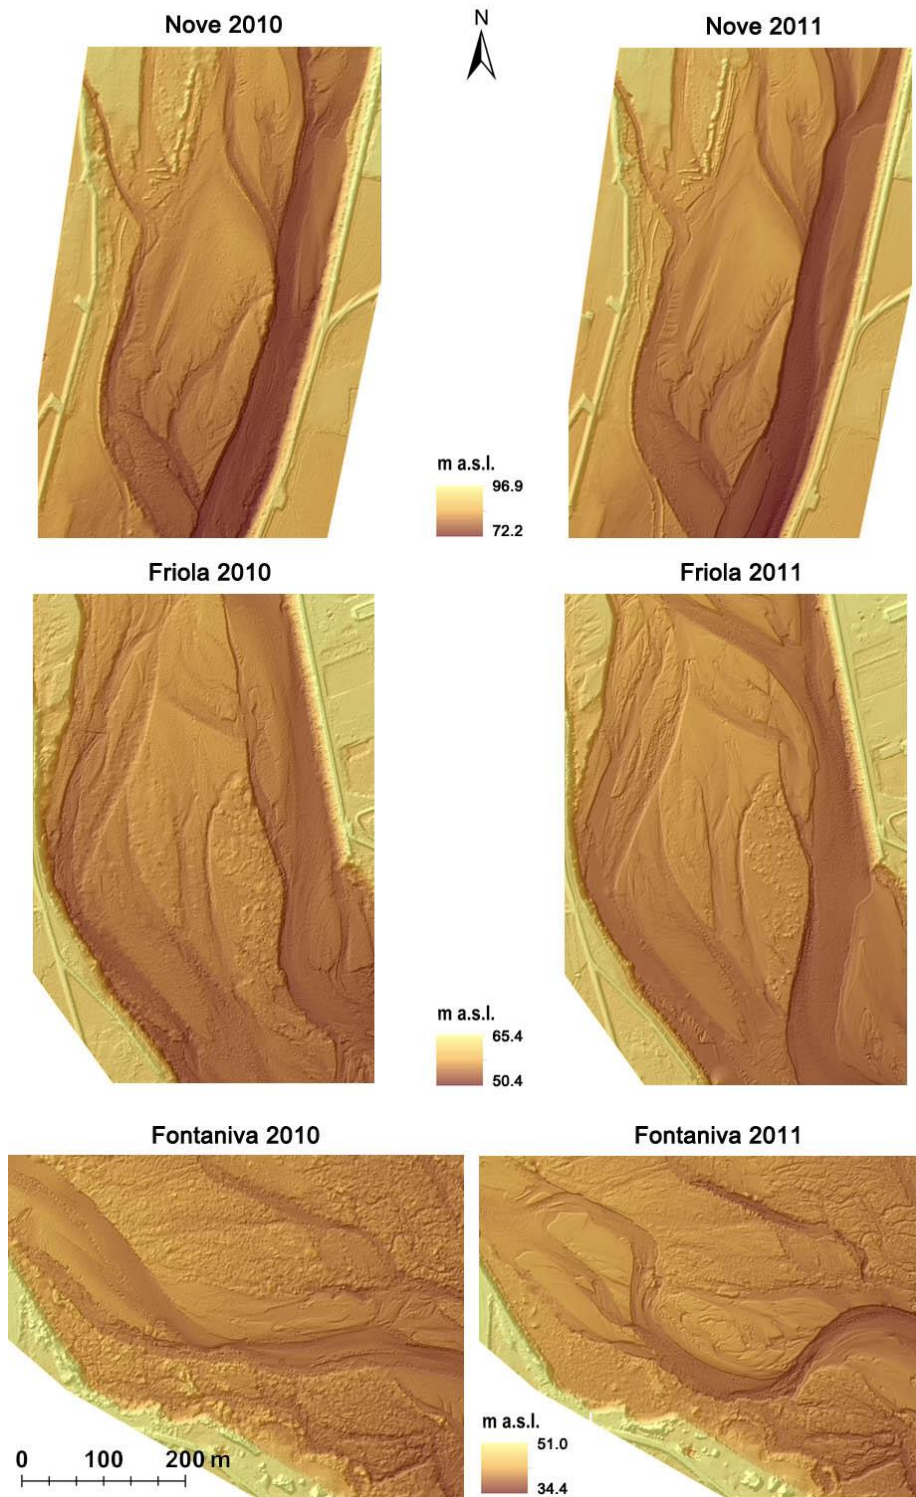 Nove 2010
N
Nove 2011
m a.s.l.
96.9
72.2
Friola 2010
Friola 2011
m a.s.l.
65.4
50.4
Fontaniva 2010
Fontaniva 2011
m a.s.l.
51.0
34.4
0 100 200 m